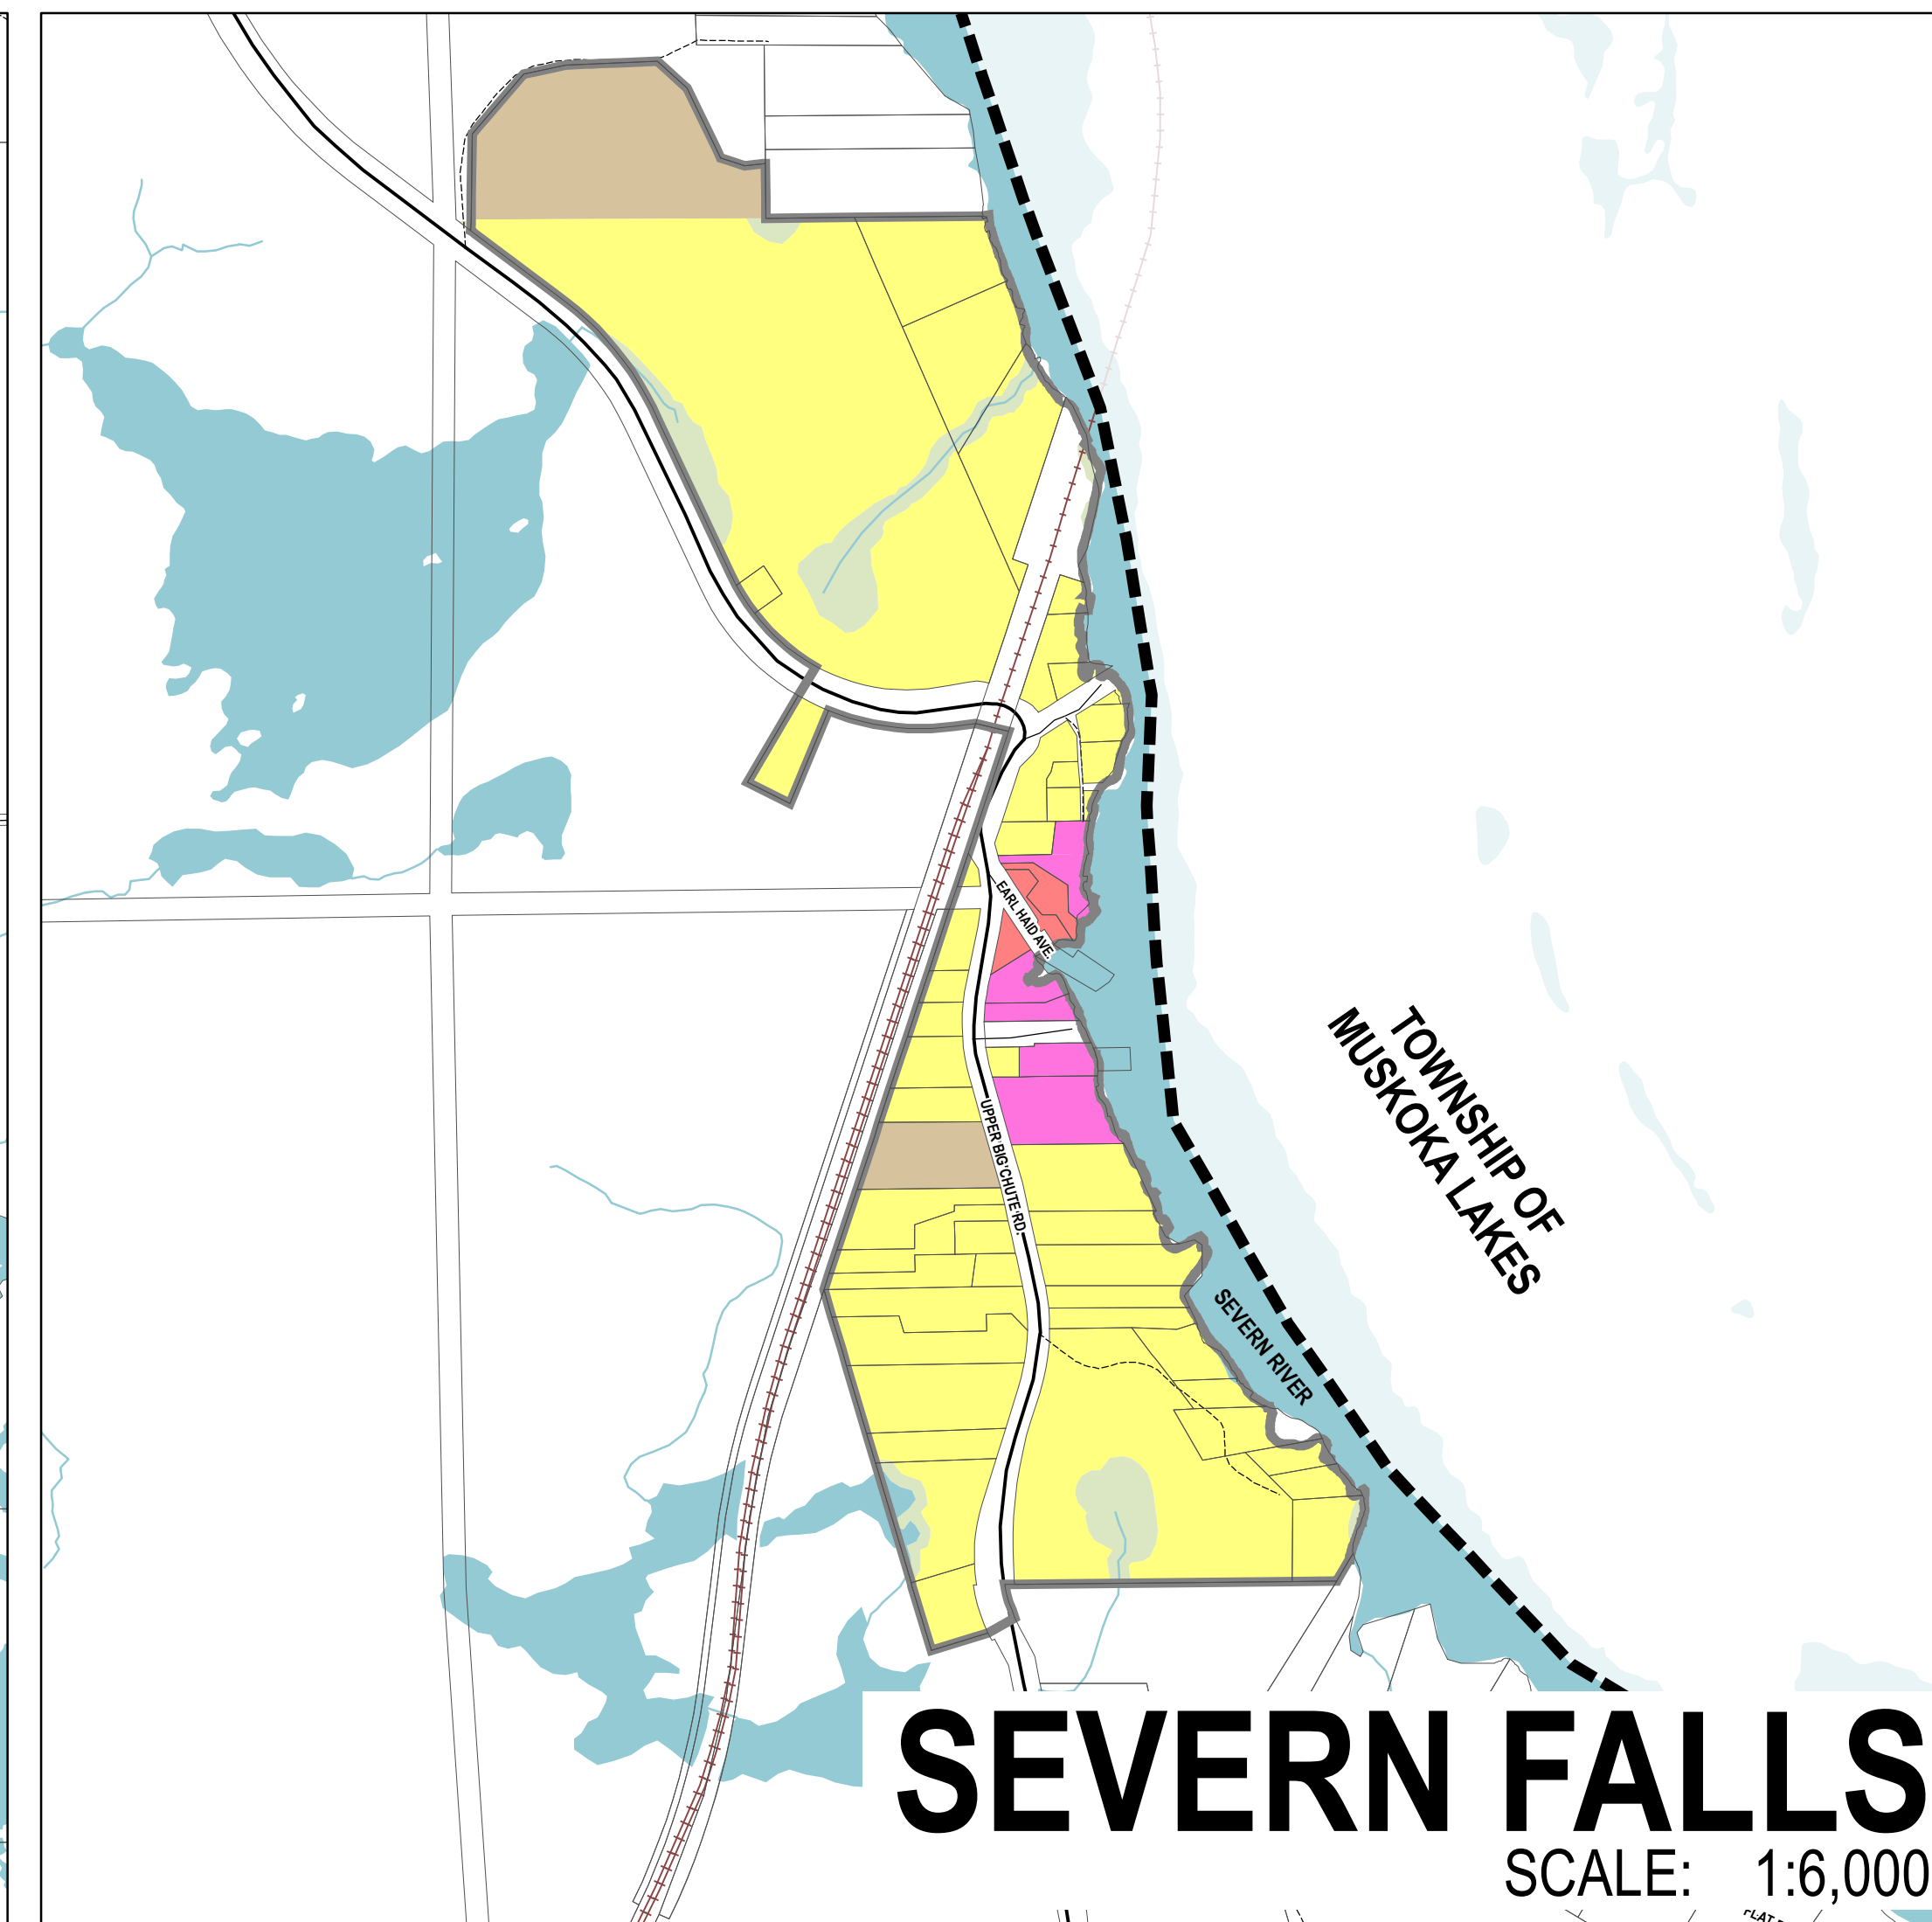 EARL HAID AVE.
TOWNSHIP OF
MUSKOKA LAKES
UPPER BIG CHUTE RD.
SEVERN RIVER
SEVERN FALLS
SCALE: 1:6,000